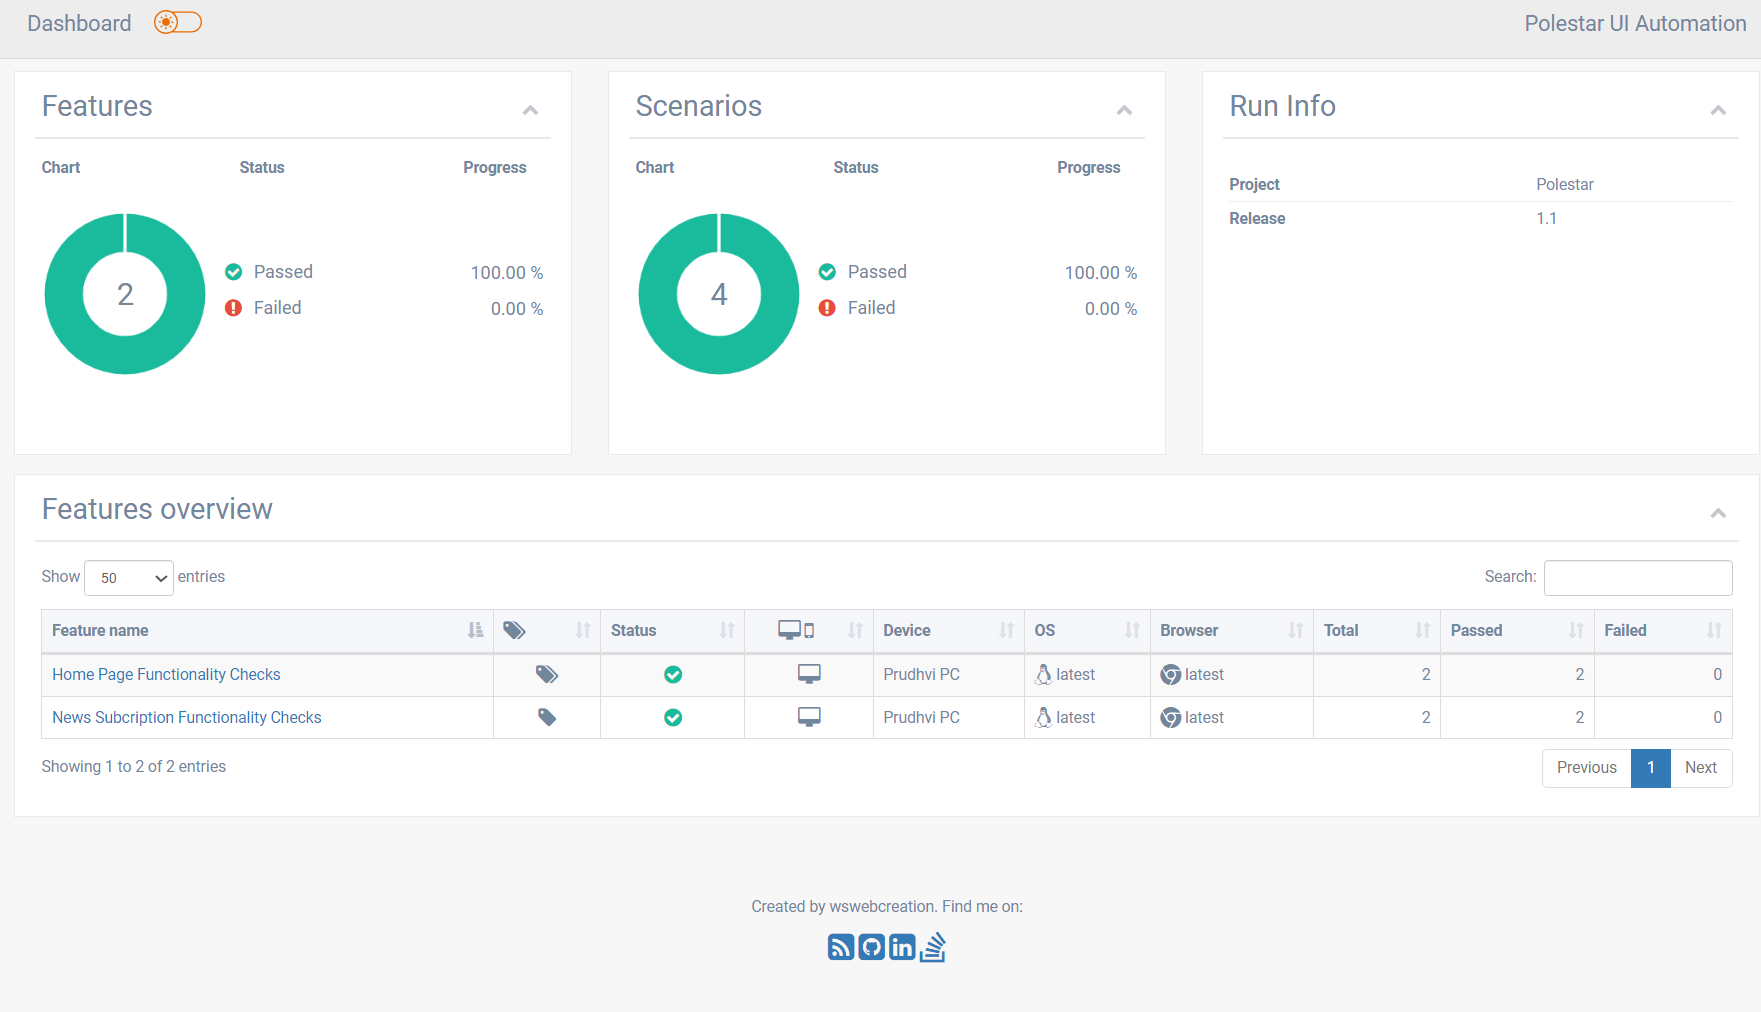 Dashboard
Polestar UI Automation
Features
Chart Status Progress
2
Passed 100.00 %
Failed 0.00 %
Scenarios
Chart Status Progress
4
Passed 100.00 %
Failed 0.00 %
Run Info
Project Polestar
Release 1.1
Features overview
Show 50 entries
Search:
Feature name Status Device OS Browser Total Passed Failed
Home Page Functionality Checks Prudhvi PC latest latest 2 2 0
News Subcription Functionality Checks Prudhvi PC latest latest 2 2 0
Showing 1 to 2 of 2 entries
Previous 1 Next
Created by wswebcreation. Find me on:
in